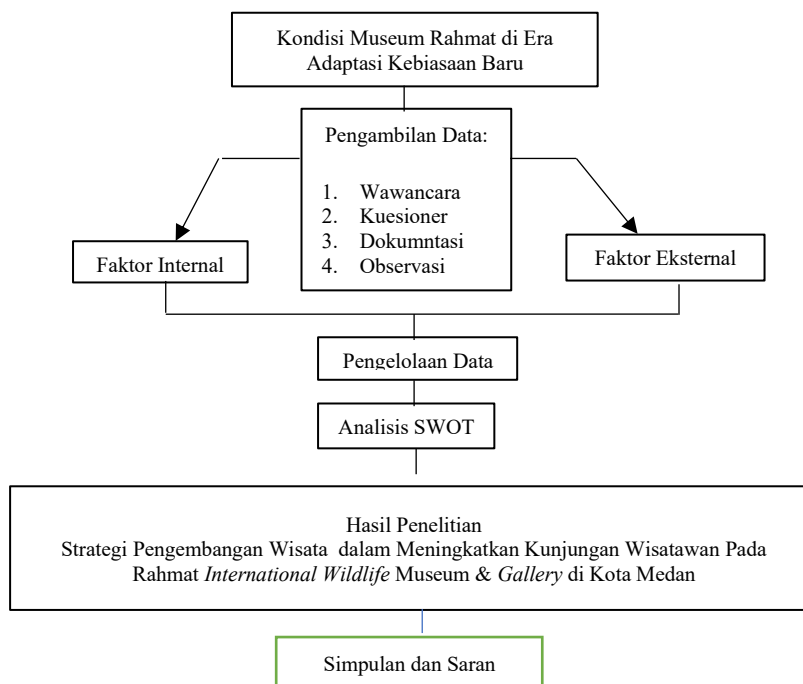 Kondisi Museum Rahmat di Era
Adaptasi Kebiasaan Baru
Pengambilan Data:
1. Wawancara
2. Kuesioner
3. Dokumntasi
4. Observasi
Faktor Internal
Faktor Eksternal
Pengelolaan Data
Analisis SWOT
Hasil Penelitian
Strategi Pengembangan Wisata dalam Meningkatkan Kunjungan Wisatawan Pada
Rahmat International Wildlife Museum & Gallery di Kota Medan
Simpulan dan Saran